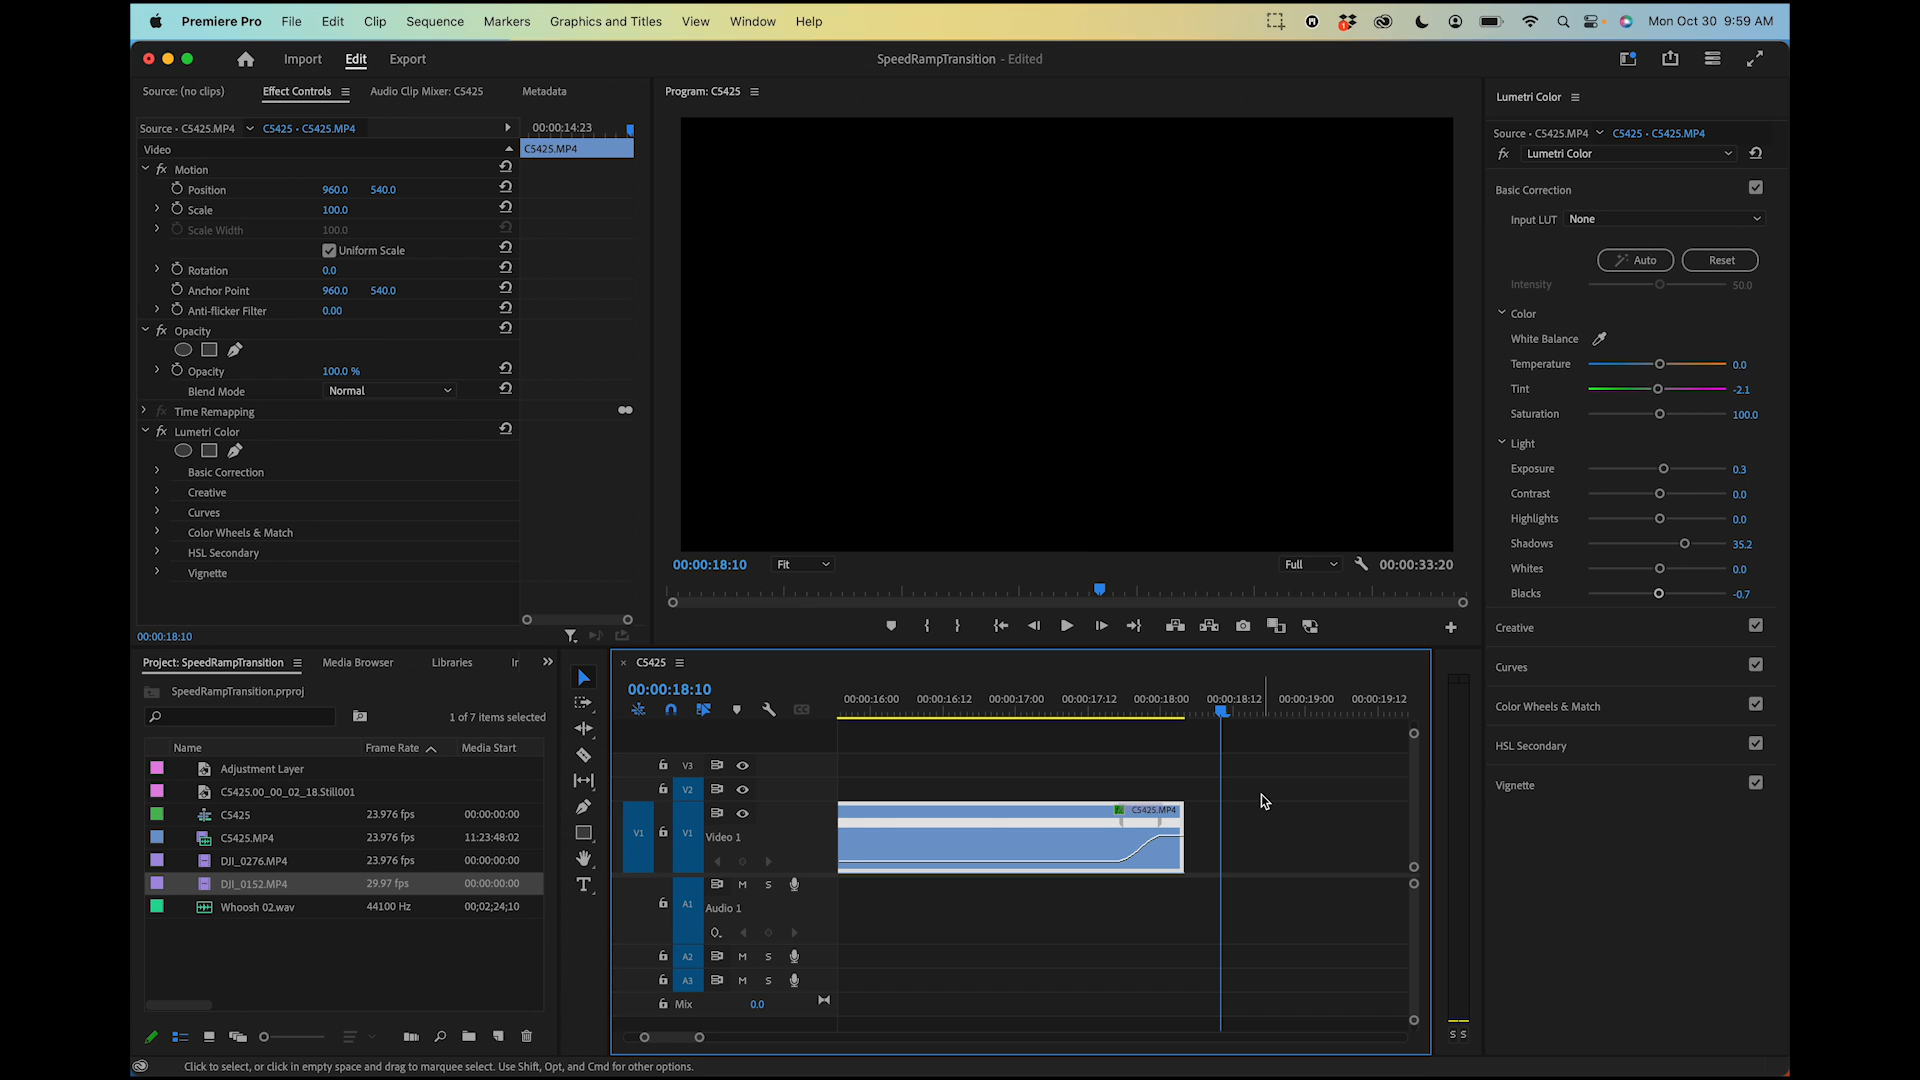 Premiere Pro File Edit Clip Sequence Markers Graphics and Titles View Window Help Mon Oct 30 9:59 AM
Import Edit Export SpeedRampTransition - Edited
Source: (no clips) Effect Controls Audio Clip Mixer: C5425 Metadata
Program: C5425
Lumetri Color
Source • C5425.MP4 C5425 • C5425.MP4 00:00:14:23
Video C5425.MP4
fx Motion
Position 960.0 540.0
Scale 100.0
Scale Width 100.0
Uniform Scale
Rotation 0.0
Anchor Point 960.0 540.0
Anti-flicker Filter 0.00
fx Opacity
Opacity 100.0 %
Blend Mode Normal
fx Time Remapping
fx Lumetri Color
Basic Correction
Creative
Curves
Color Wheels & Match
HSL Secondary
Vignette
00:00:18:10
00:00:18:10 Fit Full 00:00:33:20
Source • C5425.MP4 C5425 • C5425.MP4
fx Lumetri Color
Basic Correction
Input LUT None
Auto Reset
Intensity 50.0
Color
White Balance
Temperature 0.0
Tint -2.1
Saturation 100.0
Light
Exposure 0.3
Contrast 0.0
Highlights 0.0
Shadows 35.2
Whites 0.0
Blacks -0.7
Creative
Curves
Color Wheels & Match
HSL Secondary
Vignette
Project: SpeedRampTransition Media Browser Libraries
SpeedRampTransition.prproj
1 of 7 items selected
Name Frame Rate Media Start
Adjustment Layer
C5425.00_00_02_18.Still001
C5425 23.976 fps 00:00:00:00
C5425.MP4 23.976 fps 11:23:48:02
DJI_0276.MP4 23.976 fps 00:00:00:00
DJI_0152.MP4 29.97 fps 00:00:00:00
Whoosh 02.wav 44100 Hz 00;02;24;10
× C5425
00:00:18:10
00:00:16:00 00:00:16:12 00:00:17:00 00:00:17:12 00:00:18:00 00:00:18:12 00:00:19:00 00:00:19:12
V3
V2
fx C5425.MP4
V1 V1 Video 1
M S
A1 Audio 1
A2 M S
A3 M S
Mix 0.0
S S
Click to select, or click in empty space and drag to marquee select. Use Shift, Opt, and Cmd for other options.